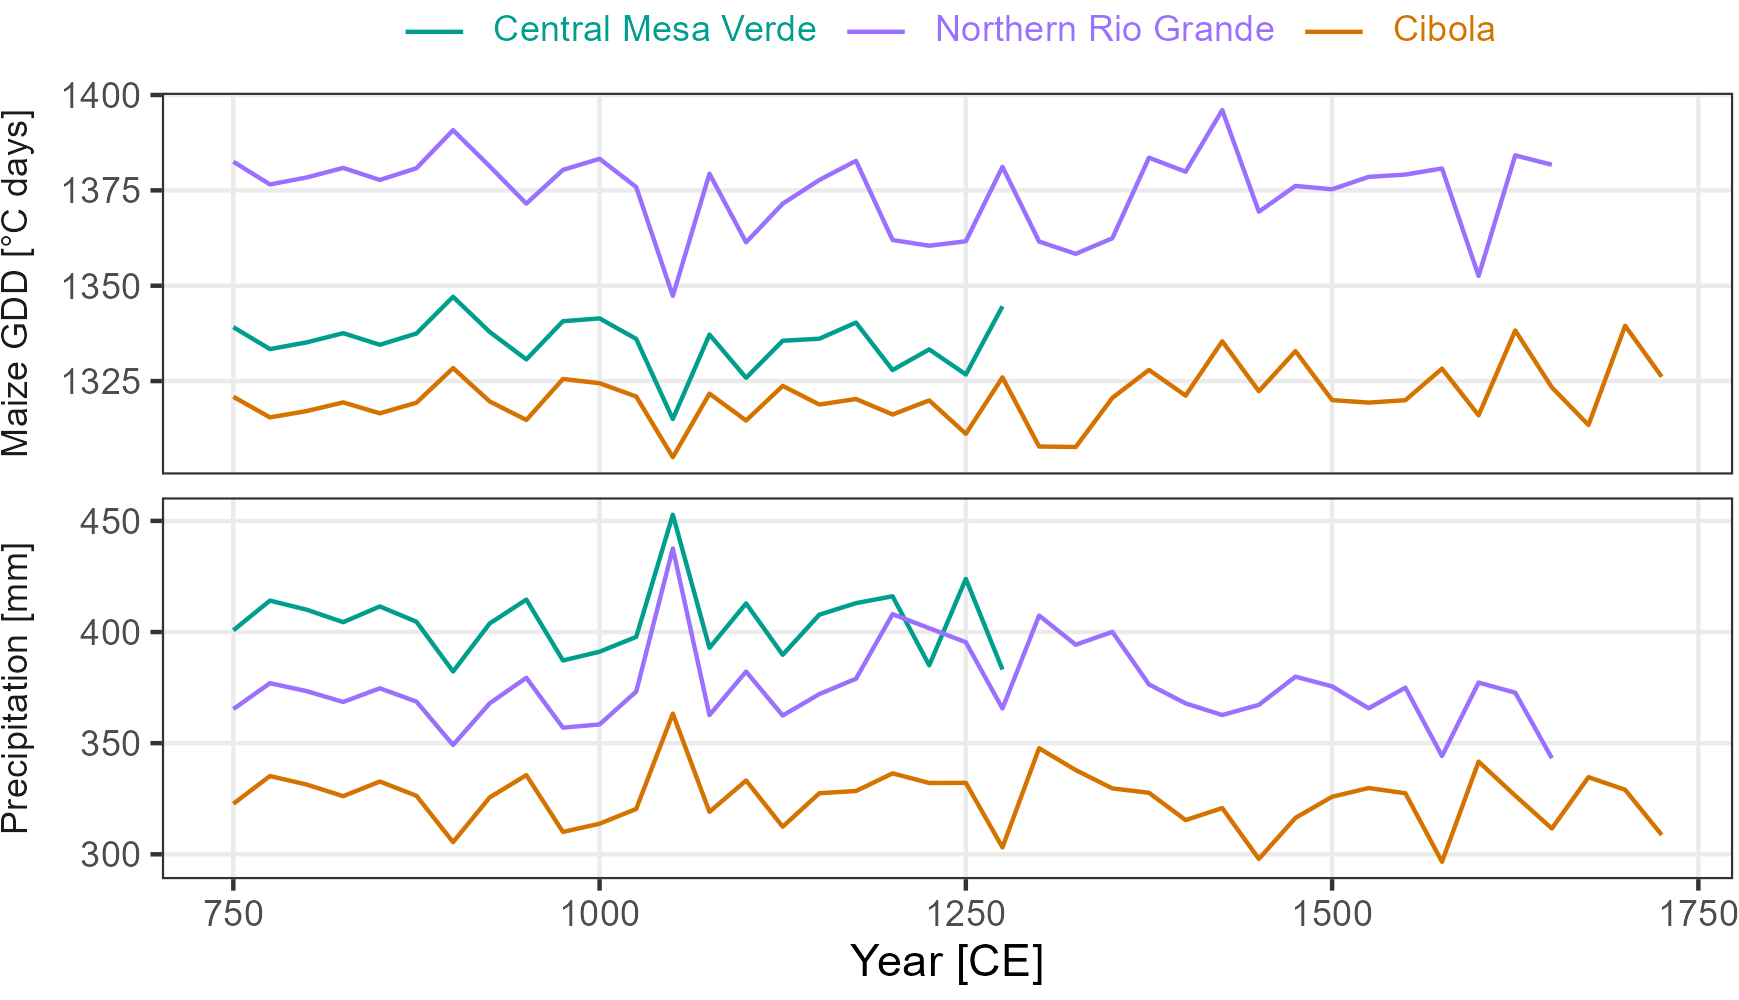 Central Mesa Verde Northern Rio Grande Cibola
Maize GDD [°C days]
1400
1375
1350
1325
Precipitation [mm]
450
400
350
300
750 1000 1250 1500 1750
Year [CE]